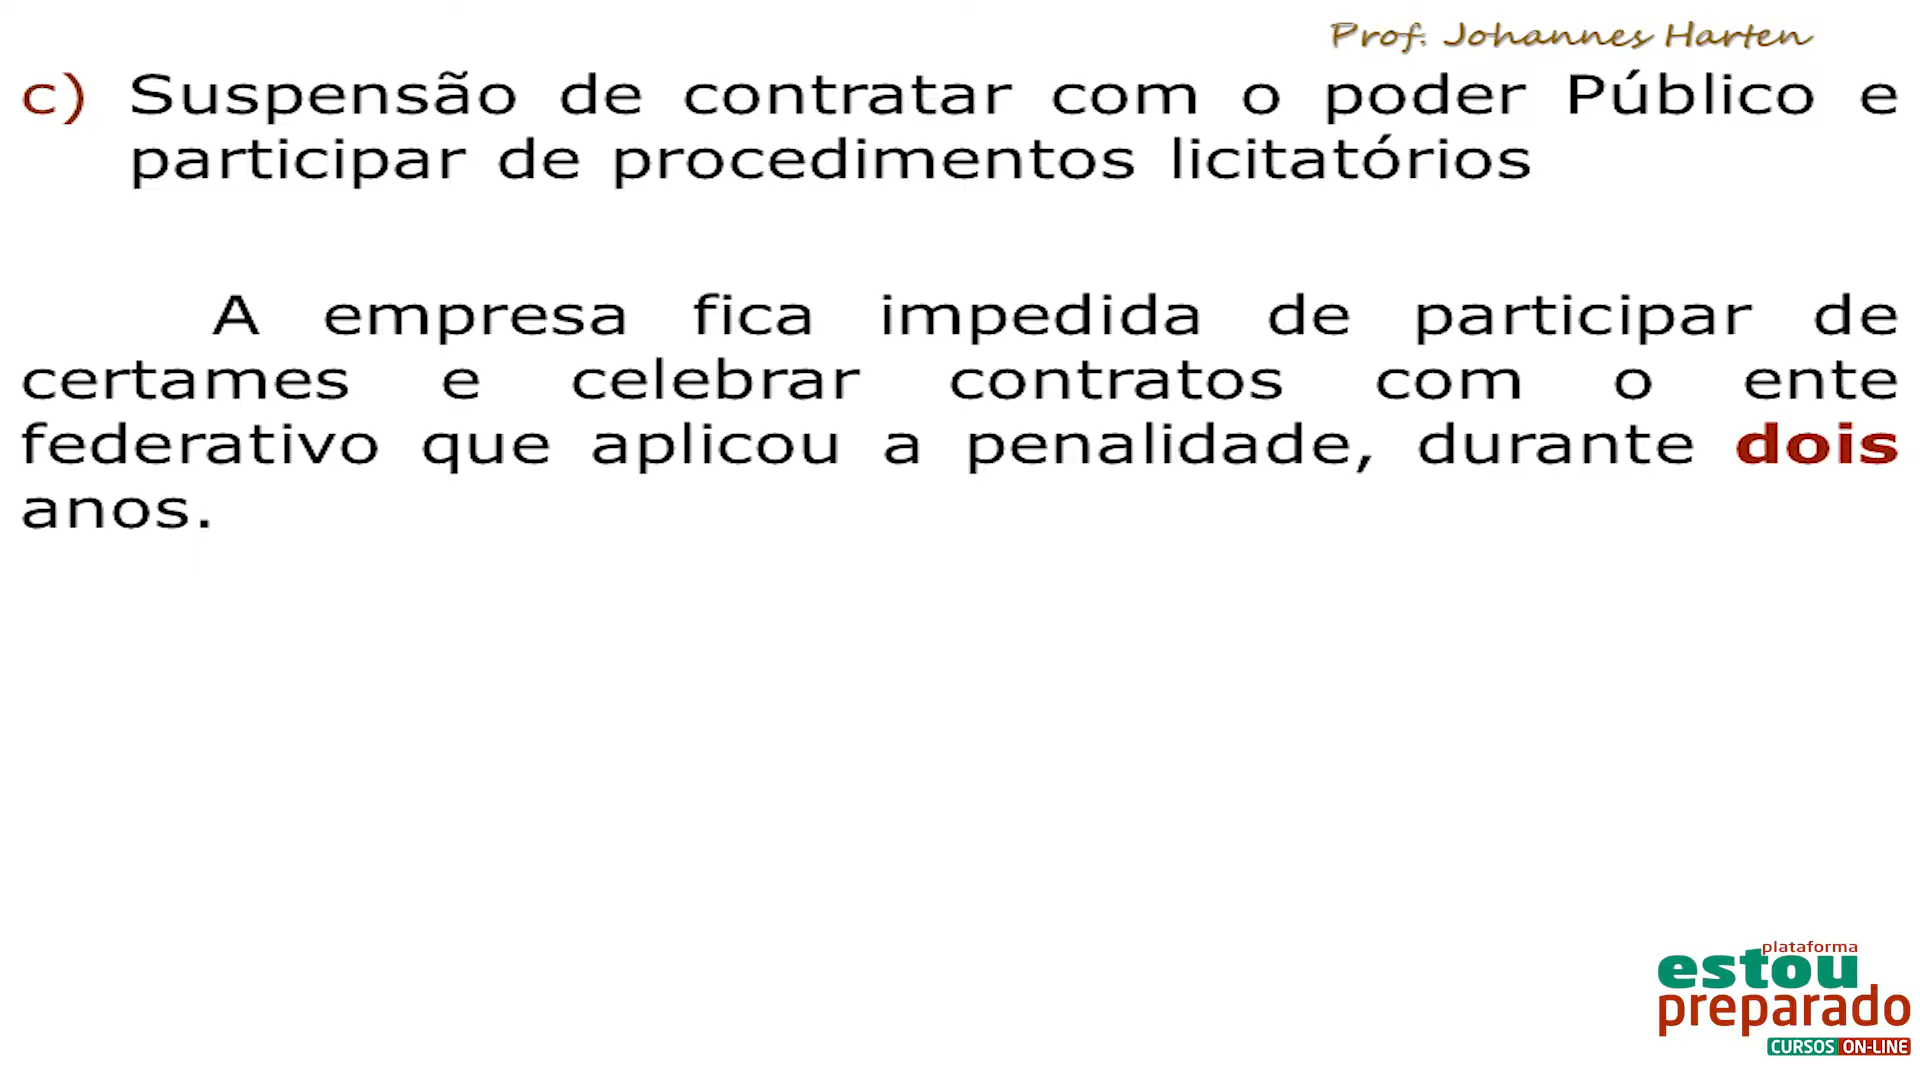 Prof. Johannes Harten
c) Suspensão de contratar com o poder Público e
participar de procedimentos licitatórios
A empresa fica impedida de participar de
certames e celebrar contratos com o ente
federativo que aplicou a penalidade, durante dois
anos.
plataforma
estou
preparado
CURSOS ON-LINE